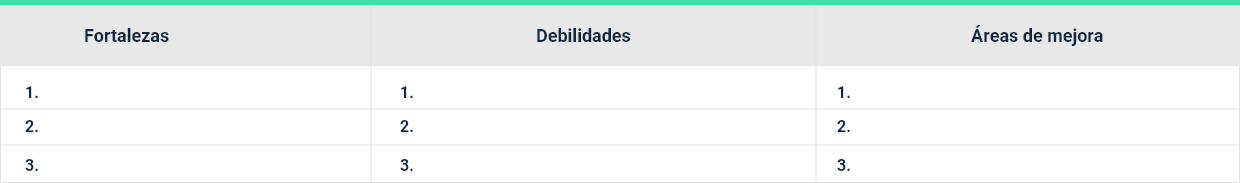 Fortalezas Debilidades Áreas de mejora
1. 1. 1.
2. 2. 2.
3. 3. 3.